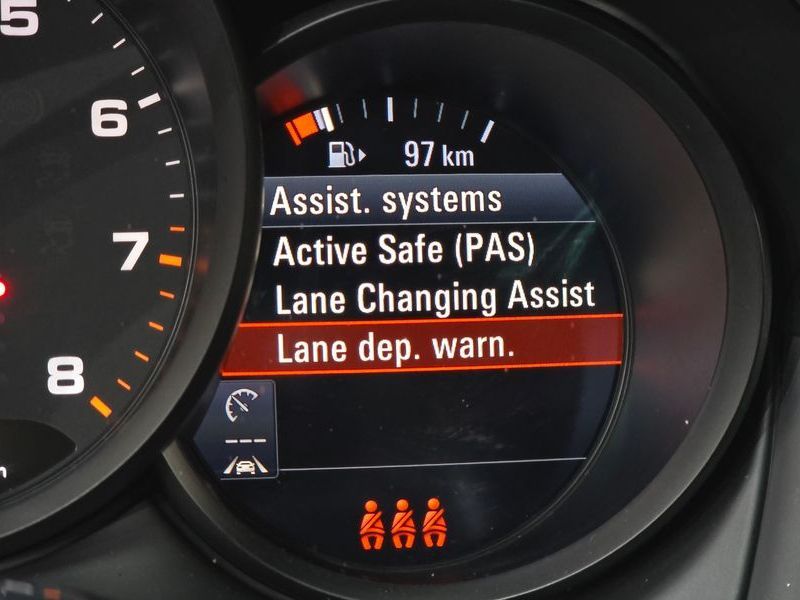 5
6
7
8
97 km
Assist. systems
Active Safe (PAS)
Lane Changing Assist
Lane dep. warn.
---